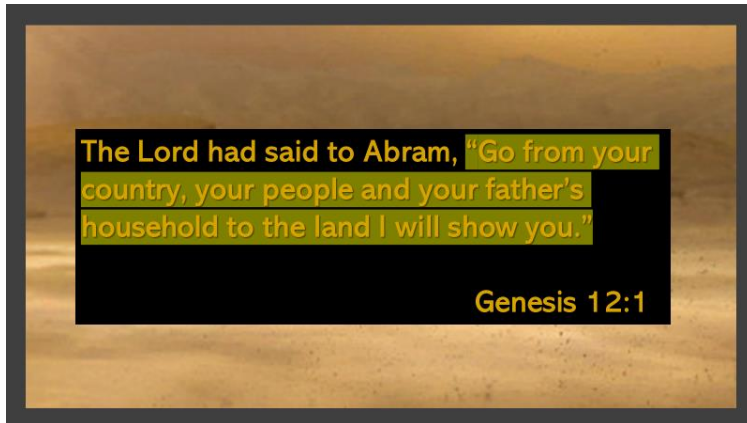 The Lord had said to Abram, “Go from your
country, your people and your father’s
household to the land I will show you.”
Genesis 12:1